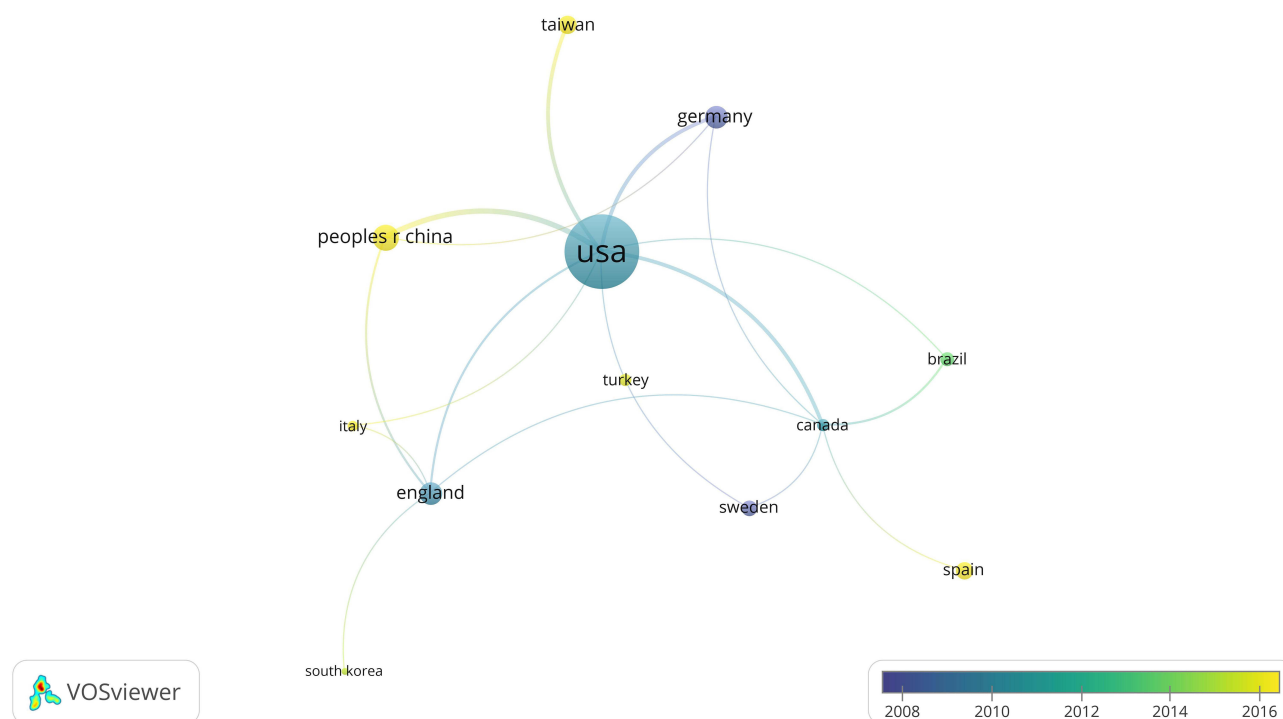 taiwan
germany
peoples r china
usa
brazil
turkey
canada
italy
england
sweden
spain
south korea
VOSviewer
2008 2010 2012 2014 2016